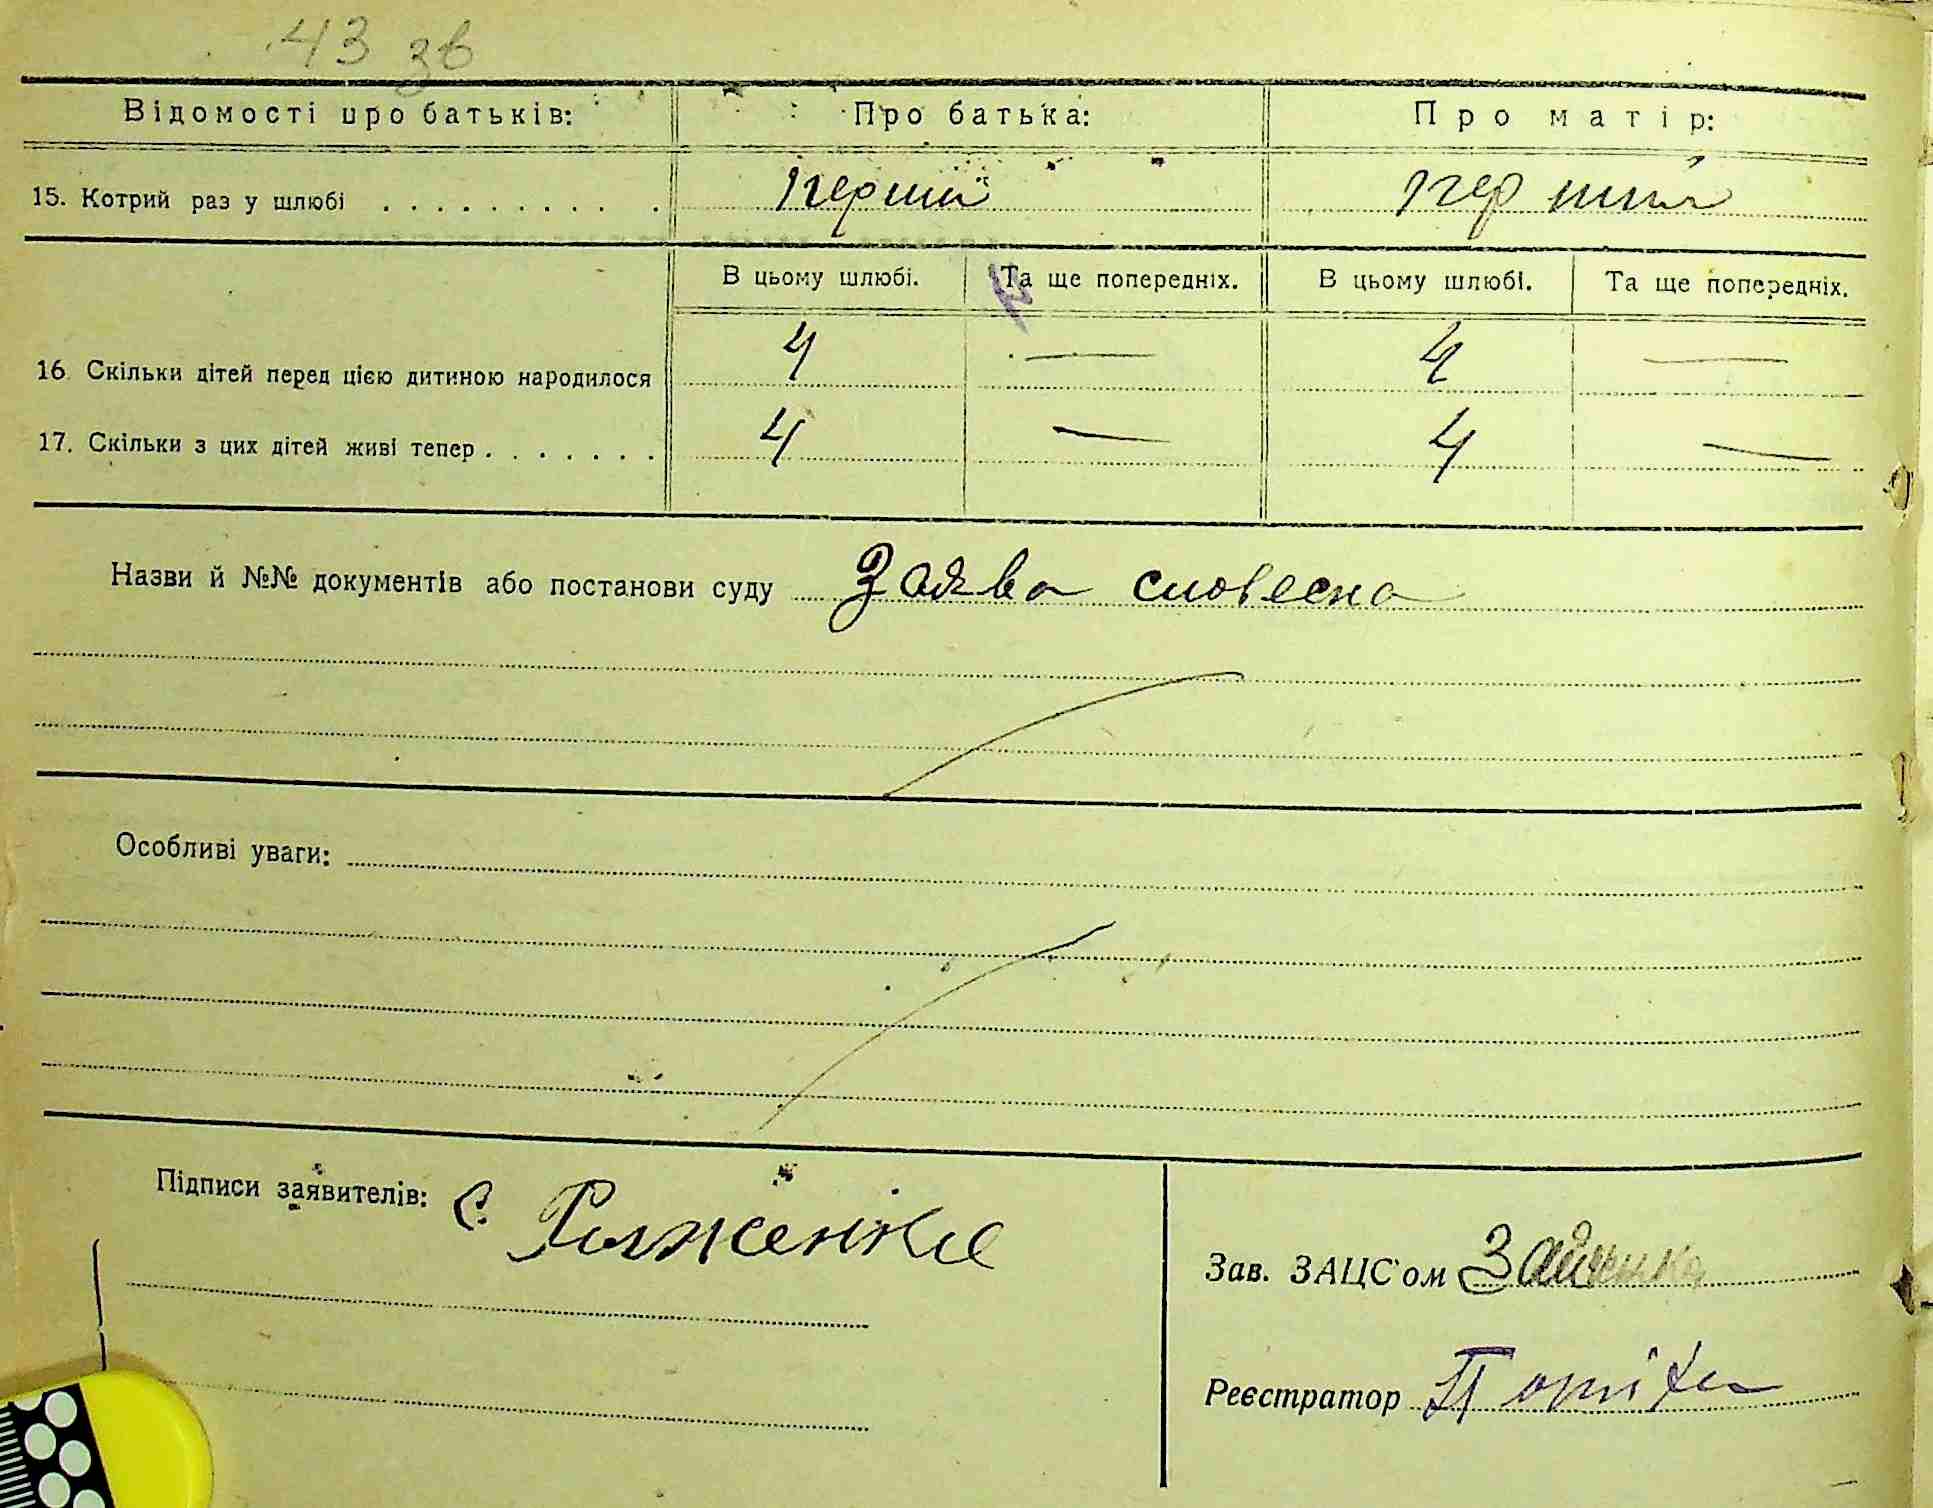 43 зв
Відомості про батьків: Про батька: Про матір:
15. Котрий раз у шлюбі . . . . . . . . . . перший перший
В цьому шлюбі. Та ще попередніх. В цьому шлюбі. Та ще попередніх.
16 Скільки дітей перед цією дитиною народилося 4 — 4 —
17. Скільки з цих дітей живі тепер . . . . . . . 4 — 4 —
Назви й №№ документів або постанови суду Заява словесна
Особливі уваги:
Підписи заявителів: С.
Зав. ЗАЦС'ом Зайченко
Реєстратор